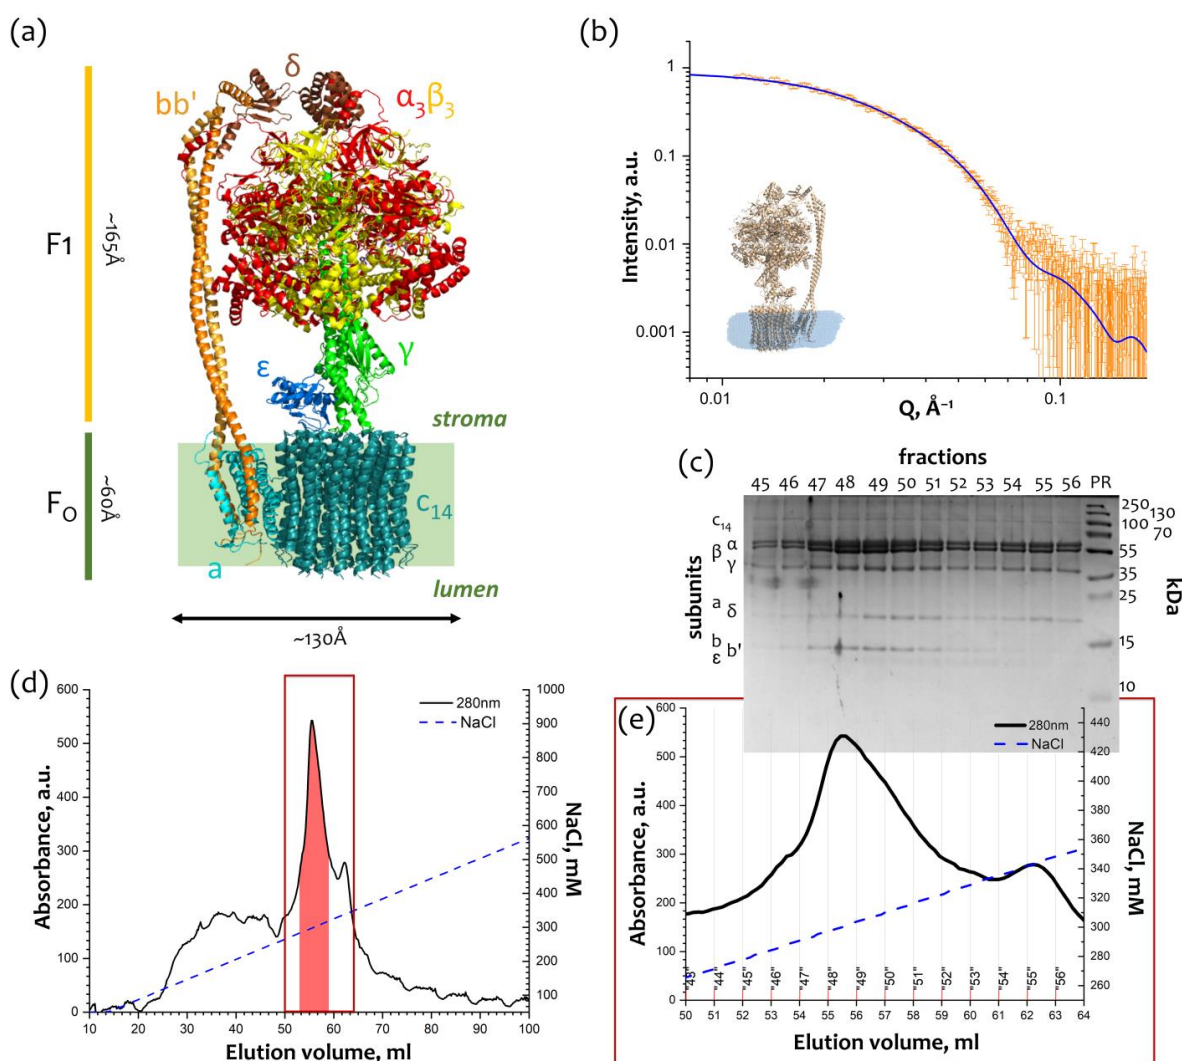 (a)
δ
bb'
α3β3
F1
~165Å
γ
ε
stroma
FO
~60Å
c14
a
lumen
~130Å
(b)
Intensity, a.u.
1
0.1
0.01
0.001
0.01
0.1
Q, Å⁻¹
(c)
fractions
45 46 47 48 49 50 51 52 53 54 55 56 PR
subunits
c14
β α
γ
a δ
b b'
ε
250
130
100
70
55
35
25
15
10
kDa
(d)
600
500
400
300
200
100
0
Absorbance, a.u.
280nm
NaCl
1000
900
800
700
600
500
400
300
200
100
NaCl, mM
10 20 30 40 50 60 70 80 90 100
Elution volume, ml
(e)
600
500
400
300
200
100
0
Absorbance, a.u.
280nm
NaCl
440
420
400
380
360
340
320
300
280
260
NaCl, mM
"43" "44" "45" "46" "47" "48" "49" "50" "51" "52" "53" "54" "55" "56"
50 51 52 53 54 55 56 57 58 59 60 61 62 63 64
Elution volume, ml